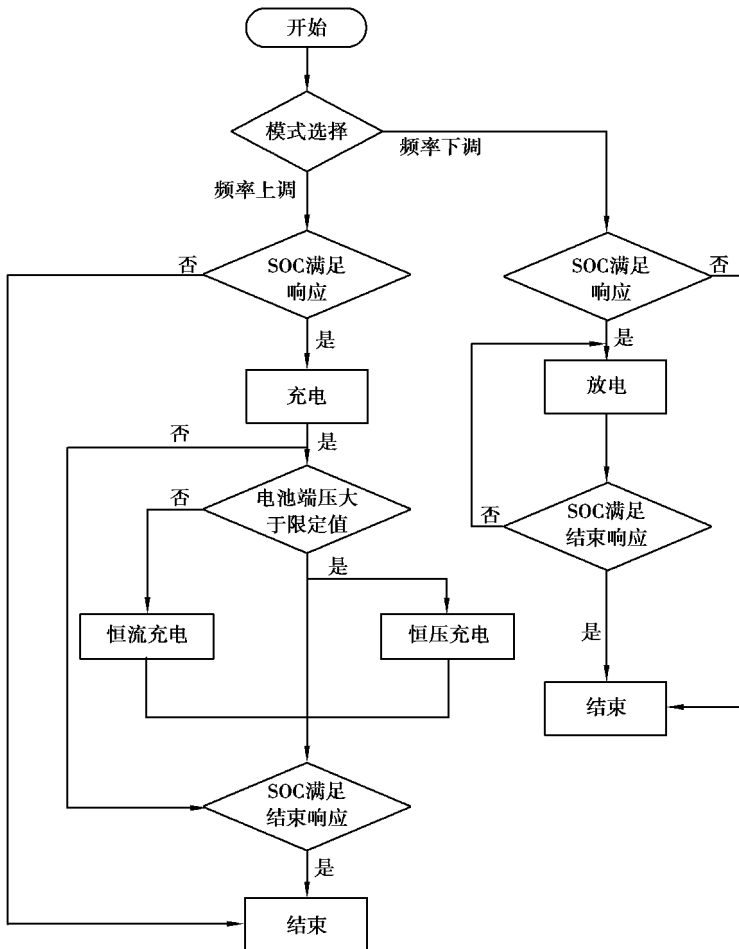 开始
模式选择
频率下调
频率上调
否
SOC满足
响应
SOC满足
响应
否
是
是
充电
放电
否
是
否
电池端压大
于限定值
SOC满足
结束响应
否
是
恒流充电
恒压充电
是
结束
SOC满足
结束响应
是
结束